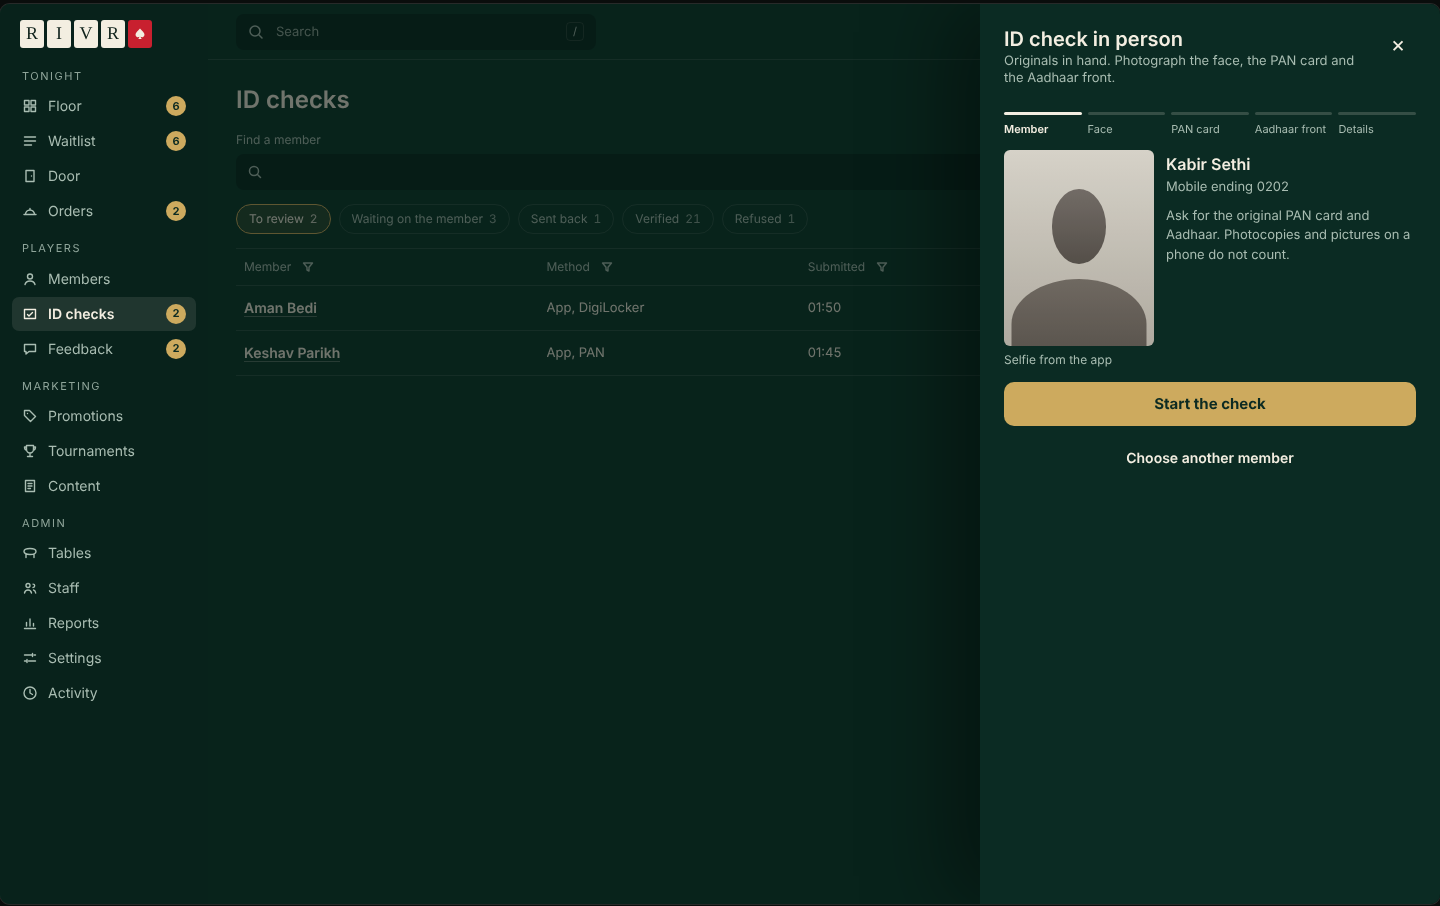 RIVR
TONIGHT
Floor 6
Waitlist 6
Door
Orders 2
PLAYERS
Members
ID checks 2
Feedback 2
MARKETING
Promotions
Tournaments
Content
ADMIN
Tables
Staff
Reports
Settings
Activity
Search /
ID checks
Find a member
To review 2 Waiting on the member 3 Sent back 1 Verified 21 Refused 1
Member Method Submitted
Aman Bedi App, DigiLocker 01:50
Keshav Parikh App, PAN 01:45
ID check in person
Originals in hand. Photograph the face, the PAN card and
the Aadhaar front.
Member Face PAN card Aadhaar front Details
Kabir Sethi
Mobile ending 0202
Ask for the original PAN card and
Aadhaar. Photocopies and pictures on a
phone do not count.
Selfie from the app
Start the check
Choose another member